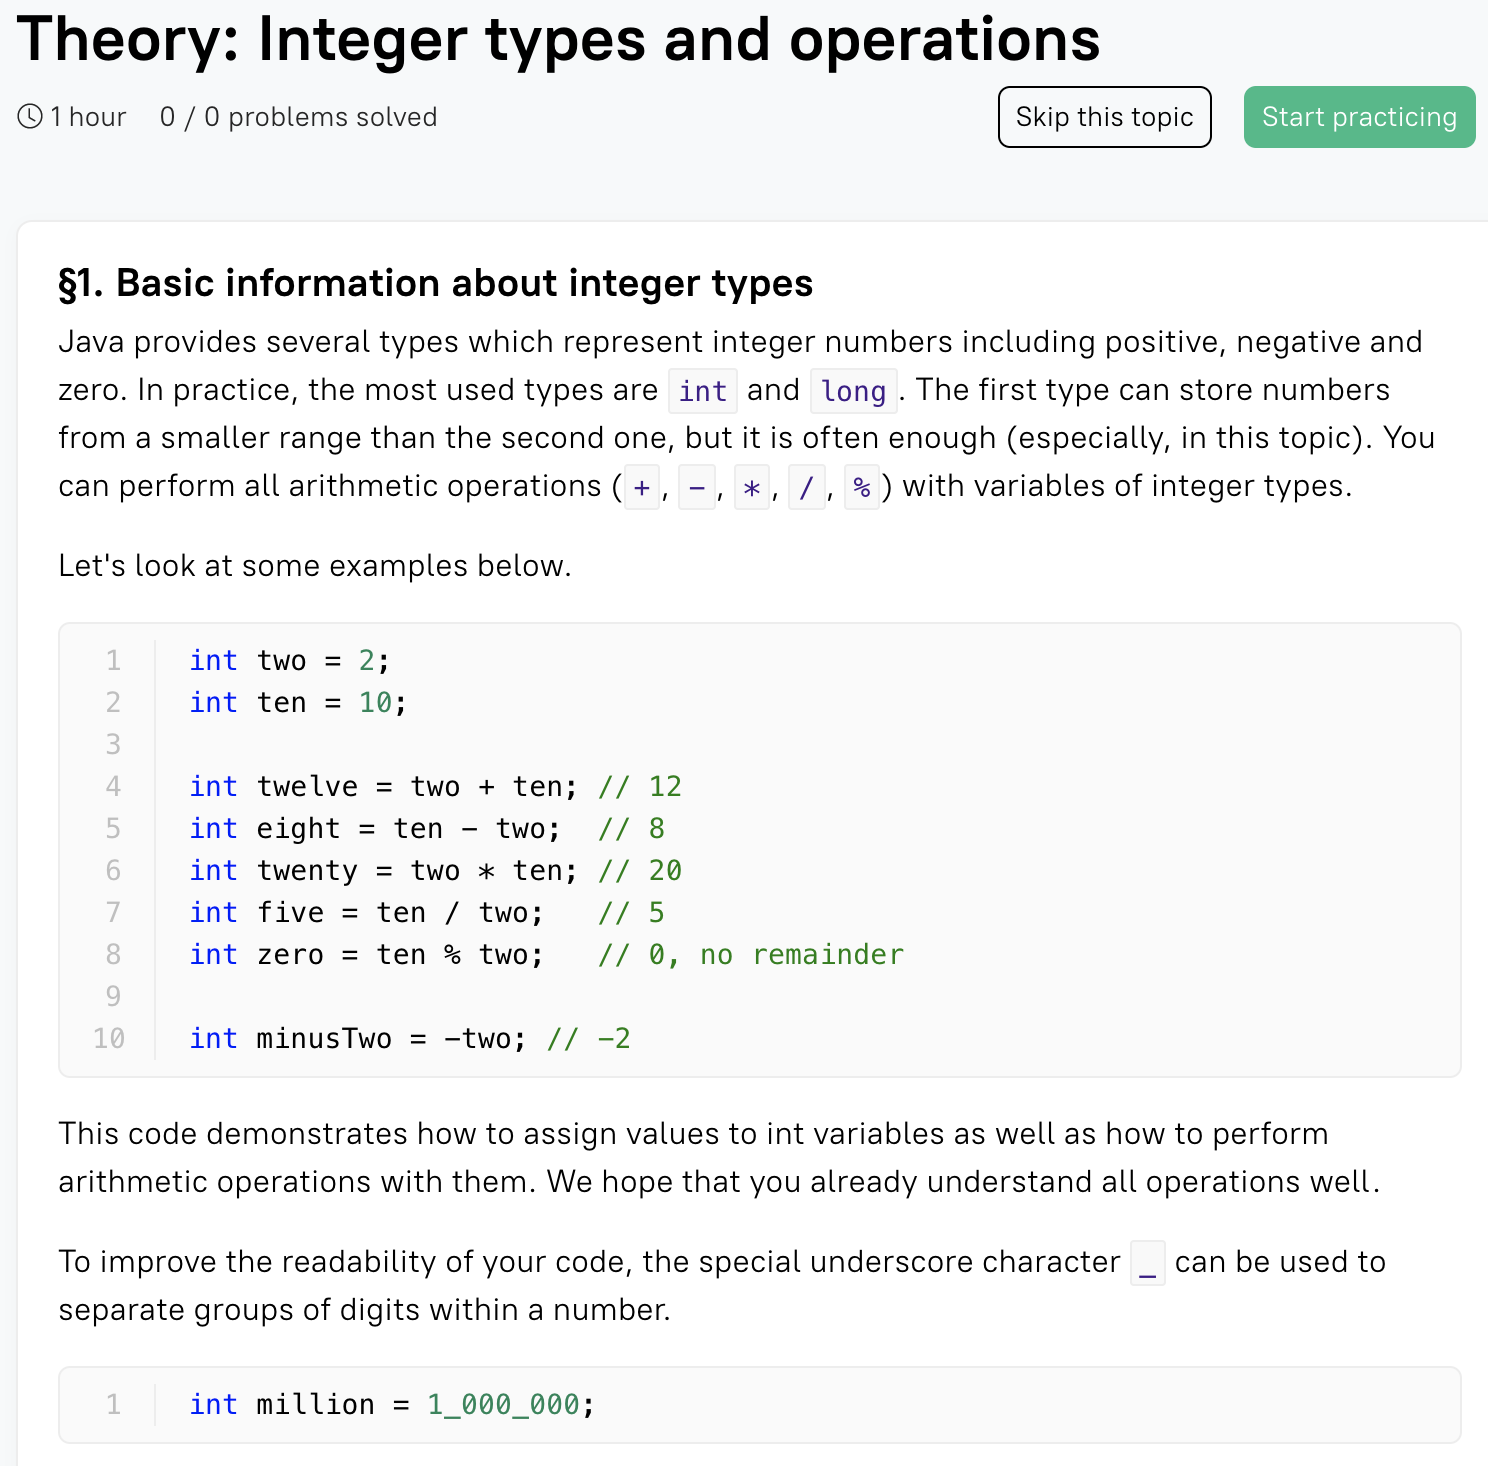 Theory: Integer types and operations
1 hour 0 / 0 problems solved
Skip this topic
Start practicing
§1. Basic information about integer types
Java provides several types which represent integer numbers including positive, negative and
zero. In practice, the most used types are int and long. The first type can store numbers
from a smaller range than the second one, but it is often enough (especially, in this topic). You
can perform all arithmetic operations (+, -, *, /, %) with variables of integer types.
Let's look at some examples below.
1 int two = 2;
2 int ten = 10;
3
4 int twelve = two + ten; // 12
5 int eight = ten - two;  // 8
6 int twenty = two * ten; // 20
7 int five = ten / two;   // 5
8 int zero = ten % two;   // 0, no remainder
9
10 int minusTwo = -two; // -2
This code demonstrates how to assign values to int variables as well as how to perform
arithmetic operations with them. We hope that you already understand all operations well.
To improve the readability of your code, the special underscore character _ can be used to
separate groups of digits within a number.
1 int million = 1_000_000;